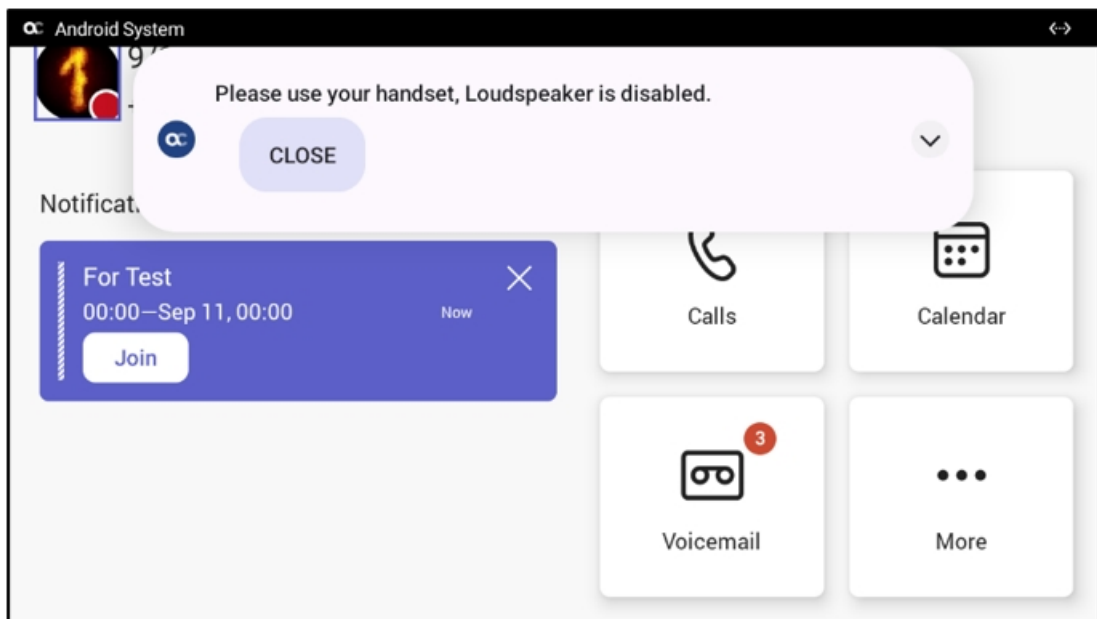 Android System
Please use your handset, Loudspeaker is disabled.
CLOSE
Notificat
For Test
00:00—Sep 11, 00:00
Now
Join
Calls
Calendar
3
Voicemail
More